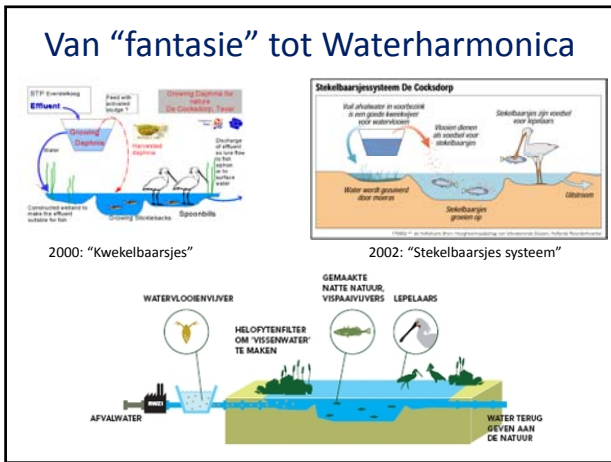 Van “fantasie” tot Waterharmonica
STP Eversteekoog
Effluent
Feed with
activated
sludge ?
Growing Daphnia for
nature
De Cocksdorp, Texel
Growing
Daphnia
Water
Harvested
daphnia
Discharge
of effluent
as lure flow
to fish
siphon
in to
surface
water
Constructed wetland to
make the effluent
suitable for fish
Growing Sticklebacks
Spoonbills
2000: “Kwekelbaarsjes”
Stekelbaarsjessysteem De Cocksdorp
Vuil afvalwater in voorbezink
is een goede kweekvijver
voor watervlooien
Vlooien dienen
als voedsel voor
stekelbaarsjes
Stekelbaarsjes zijn voedsel
voor lepelaars
Water wordt gezuiverd
door moeras
Stekelbaarsjes
groeien op
Uitstroom
2002: “Stekelbaarsjes systeem”
WATERVLOOIENVIJVER
HELOFYTENFILTER
OM ‘VISSENWATER’
TE MAKEN
GEMAAKTE
NATTE NATUUR,
VISPAAIVIJVERS
LEPELAARS
AFVALWATER
RWZI
WATER TERUG
GEVEN AAN
DE NATUUR